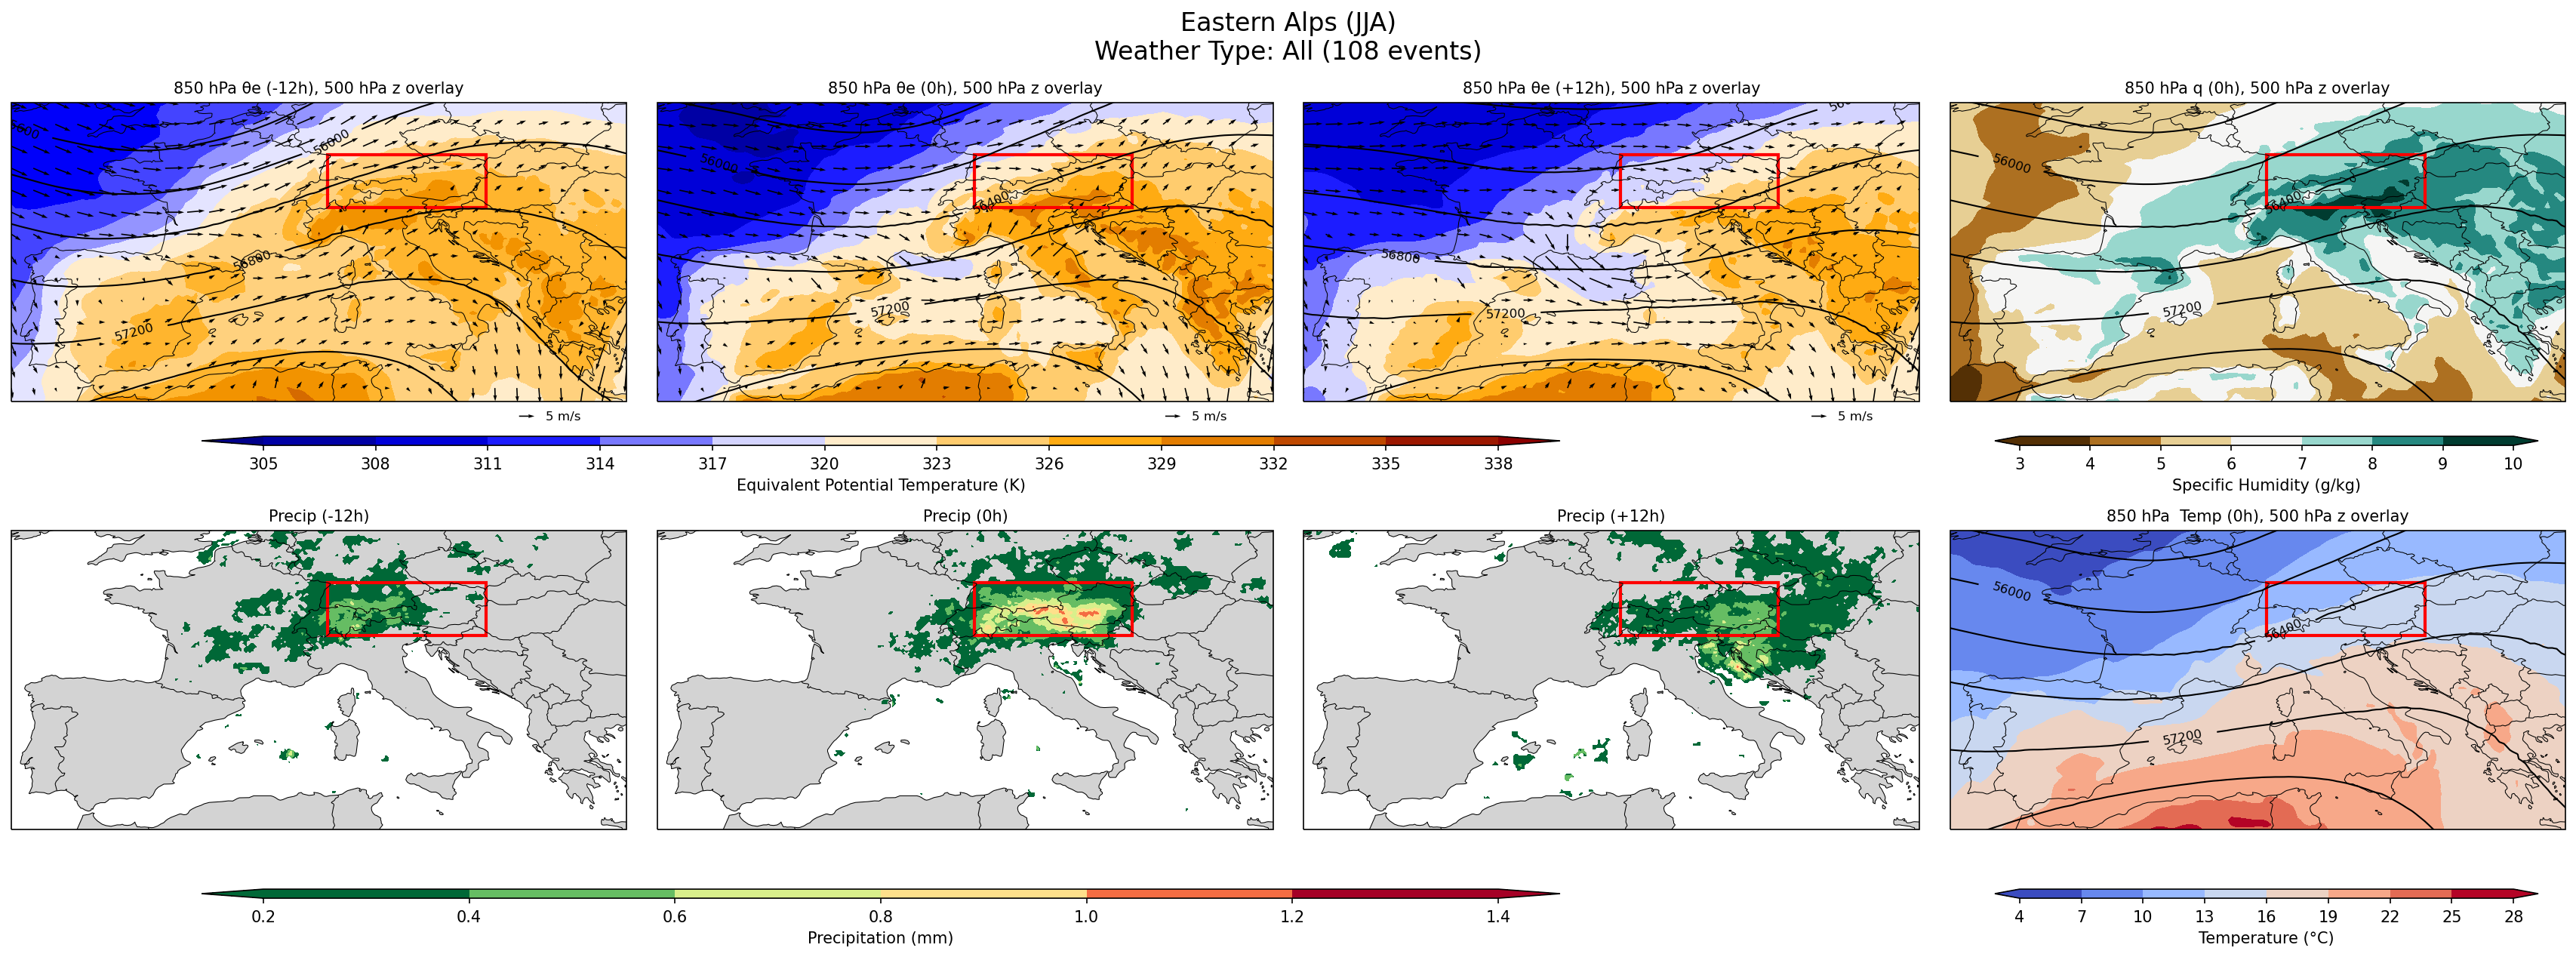 Eastern Alps (JJA)
Weather Type: All (108 events)
850 hPa θe (-12h), 500 hPa z overlay
850 hPa θe (0h), 500 hPa z overlay
850 hPa θe (+12h), 500 hPa z overlay
850 hPa q (0h), 500 hPa z overlay
56000
56800
57200
56000
56400
57200
56800
57200
56000
56400
57200
5 m/s
5 m/s
5 m/s
305 308 311 314 317 320 323 326 329 332 335 338
Equivalent Potential Temperature (K)
3 4 5 6 7 8 9 10
Specific Humidity (g/kg)
Precip (-12h)
Precip (0h)
Precip (+12h)
850 hPa  Temp (0h), 500 hPa z overlay
56000
56400
57200
0.2 0.4 0.6 0.8 1.0 1.2 1.4
Precipitation (mm)
4 7 10 13 16 19 22 25 28
Temperature (°C)